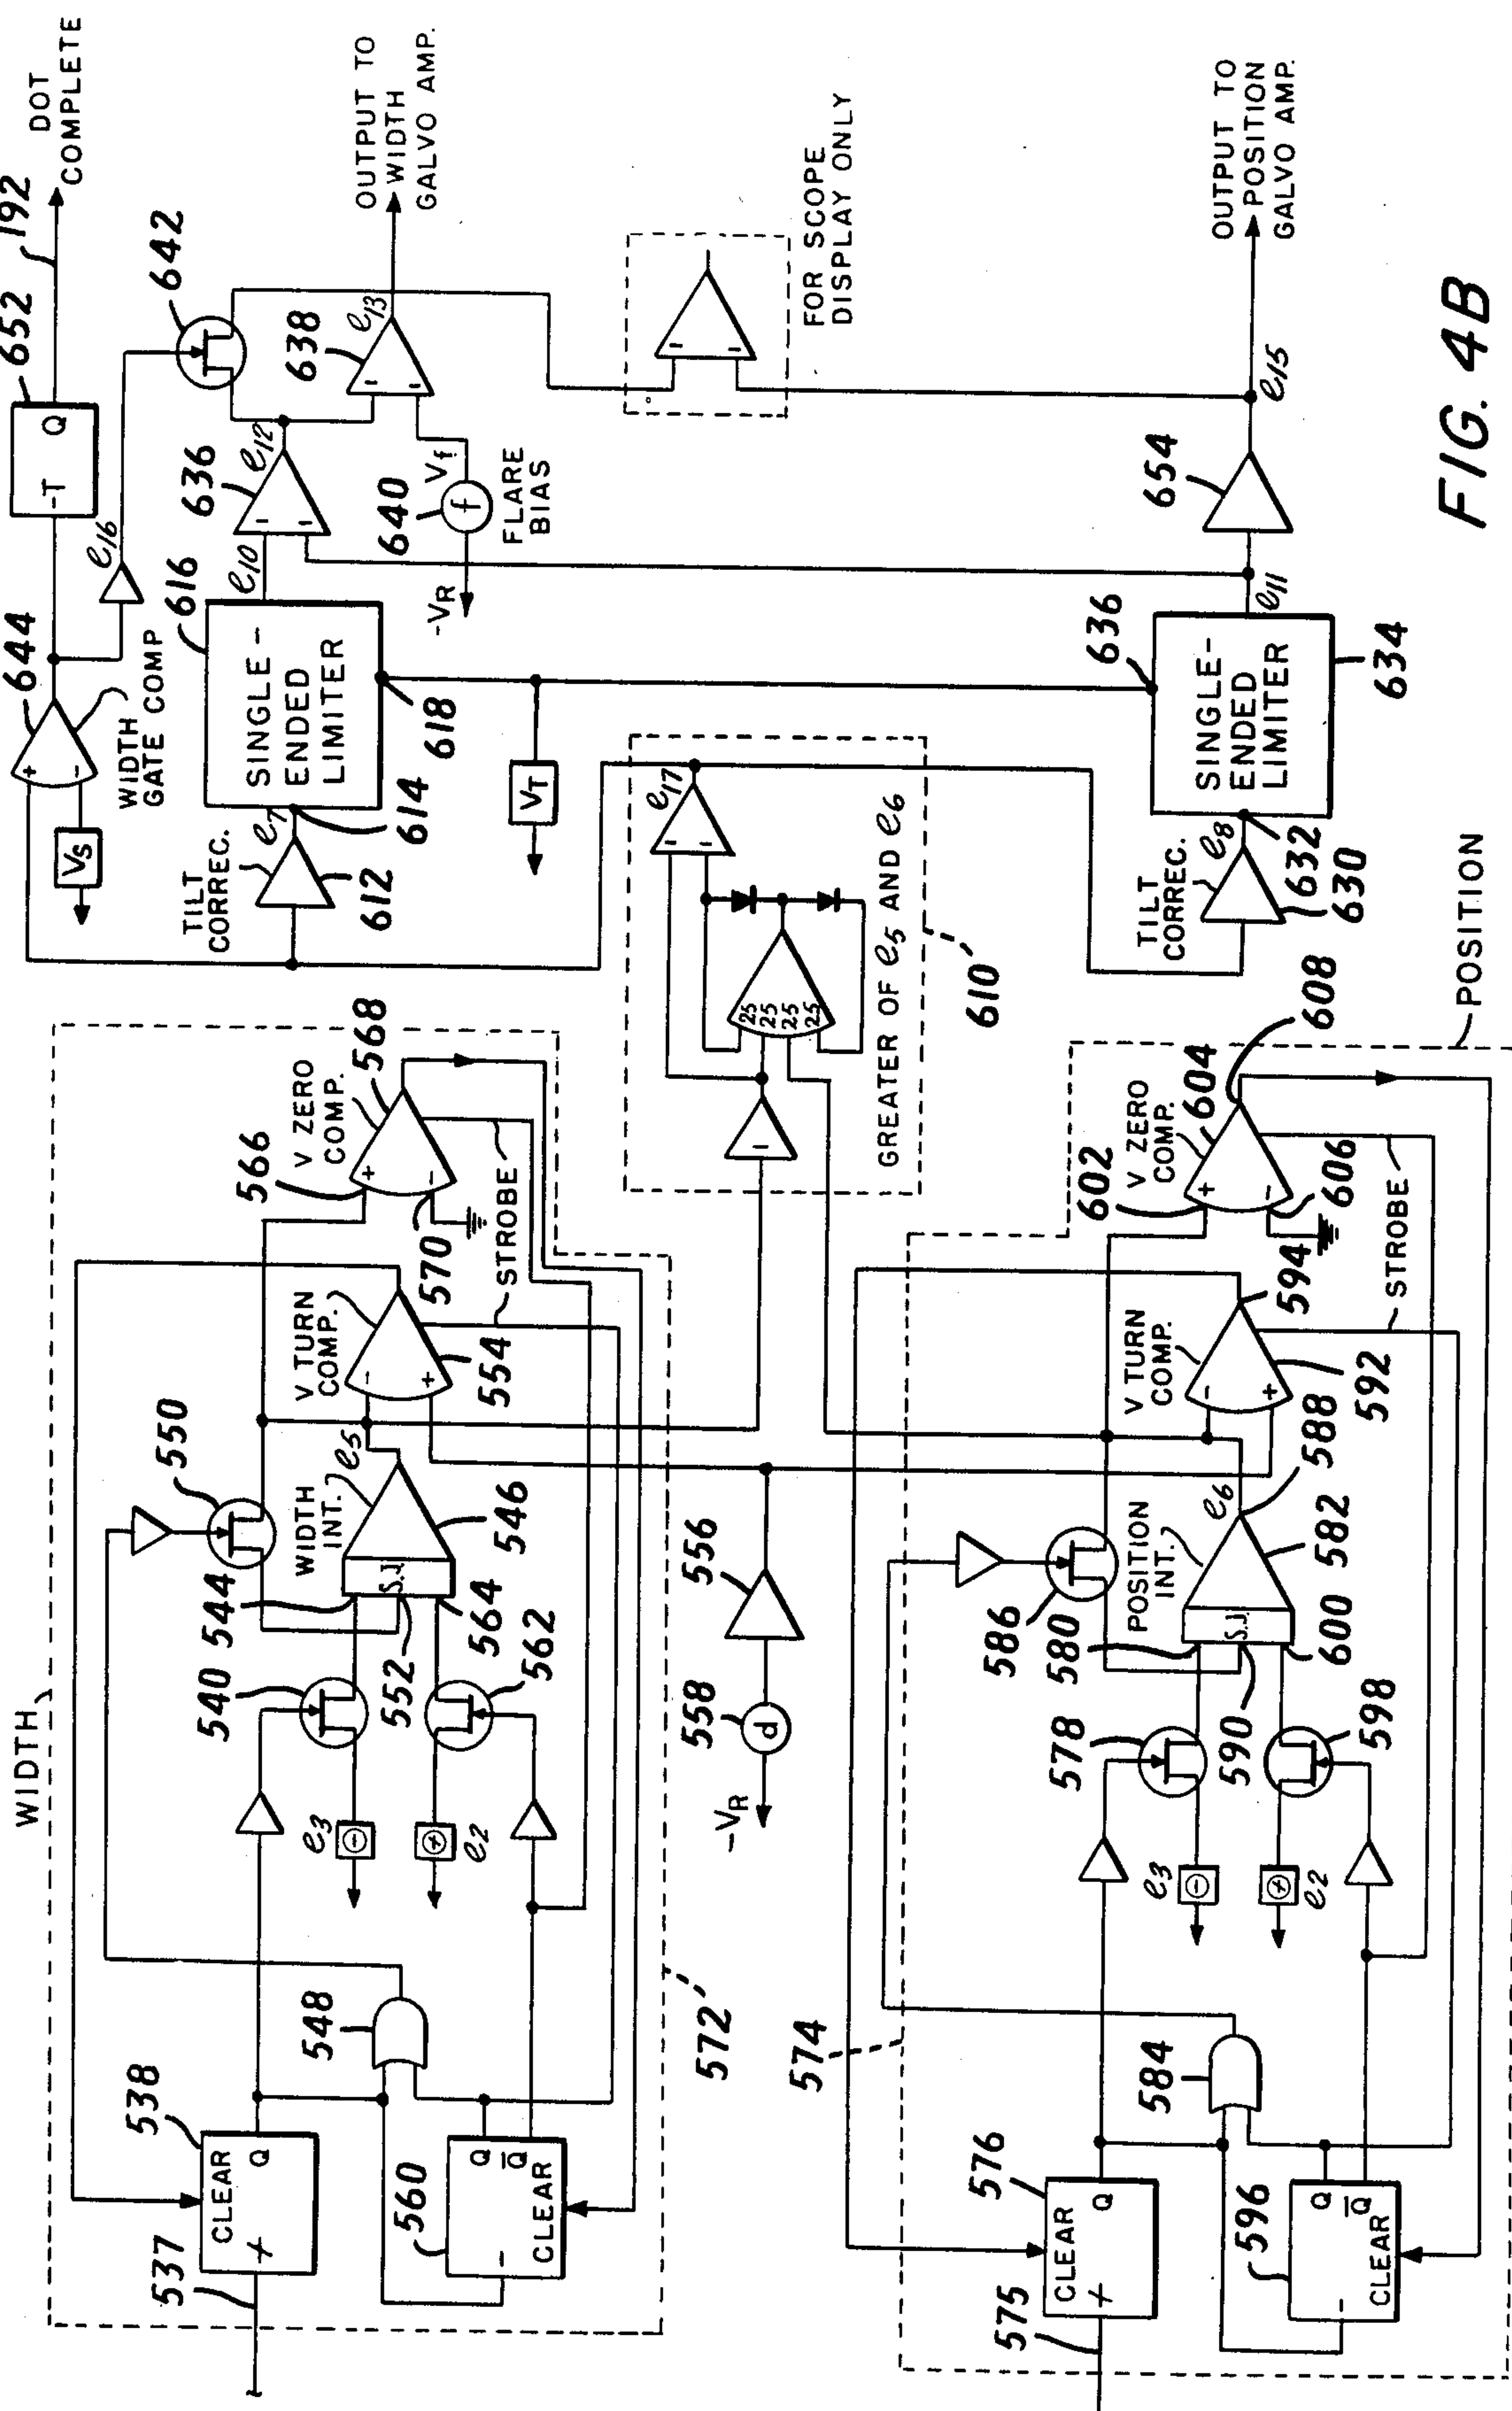 192
DOT
COMPLETE
652
-T Q
644
+
-
e16
642
VS
WIDTH
GATE COMP
OUTPUT TO
WIDTH
GALVO AMP.
616
SINGLE-
ENDED
LIMITER
e10
636
e12
638
e13
TILT
CORREC.
e7
612
614
618
640
Vf
f
-VR
FLARE
BIAS
VT
FOR SCOPE
DISPLAY ONLY
WIDTH
537
538
CLEAR
Q
548
560
Q
Q̅
CLEAR
-
540
544
550
e3
-
+
e2
552
S.J.
564
562
WIDTH
INT.
546
e5
V TURN
COMP.
-
+
554
566
V ZERO
COMP.
568
+
-
570
STROBE
572'
-VR
d
558
556
e17
25
25
25
25
GREATER OF e5 AND e6
610'
574
575
576
CLEAR
Q
584
596
Q
Q̅
CLEAR
-
578
580
586
e3
-
+
e2
590
S.J.
600
598
POSITION
INT.
582
588
e6
V TURN
COMP.
-
+
592
594
602
V ZERO
COMP.
604
+
-
606
608
STROBE
POSITION
TILT
CORREC.
e8
630
632
636
SINGLE-
ENDED
LIMITER
634
e11
654
e15
OUTPUT TO
POSITION
GALVO AMP.
FIG. 4B